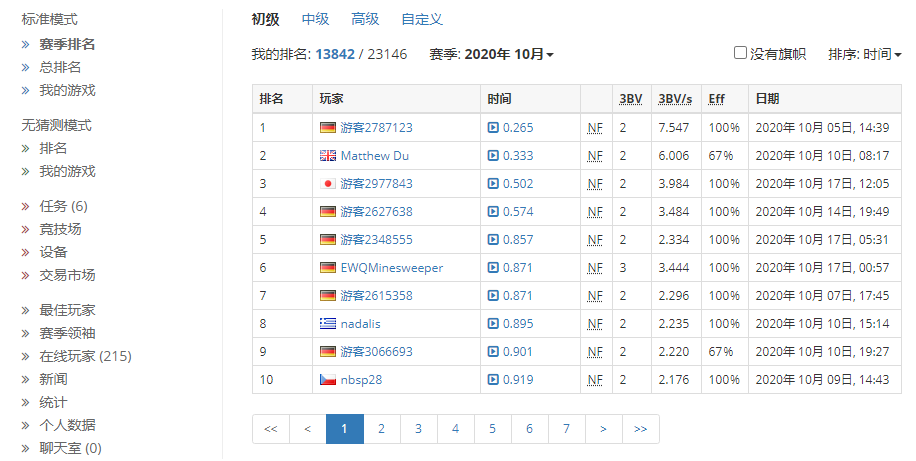 标准模式
赛季排名
总排名
我的游戏
无猜测模式
排名
我的游戏
任务 (6)
竞技场
设备
交易市场
最佳玩家
赛季领袖
在线玩家 (215)
新闻
统计
个人数据
聊天室 (0)
初级 中级 高级 自定义
我的排名: 13842 / 23146 赛季: 2020年 10月 没有旗帜 排序: 时间
排名 玩家 时间 3BV 3BV/s Eff 日期
1 游客2787123 0.265 NF 2 7.547 100% 2020年 10月 05日, 14:39
2 Matthew Du 0.333 NF 2 6.006 67% 2020年 10月 10日, 08:17
3 游客2977843 0.502 NF 2 3.984 100% 2020年 10月 17日, 12:05
4 游客2627638 0.574 NF 2 3.484 100% 2020年 10月 14日, 19:49
5 游客2348555 0.857 NF 2 2.334 100% 2020年 10月 17日, 05:31
6 EWQMinesweeper 0.871 NF 3 3.444 100% 2020年 10月 17日, 00:57
7 游客2615358 0.871 NF 2 2.296 100% 2020年 10月 07日, 17:45
8 nadalis 0.895 NF 2 2.235 100% 2020年 10月 10日, 15:14
9 游客3066693 0.901 NF 2 2.220 67% 2020年 10月 10日, 19:27
10 nbsp28 0.919 NF 2 2.176 100% 2020年 10月 09日, 14:43
<< < 1 2 3 4 5 6 7 > >>